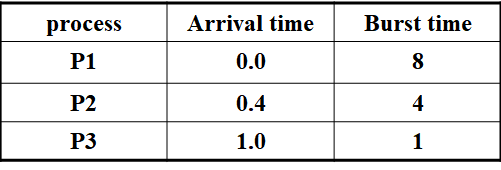 process Arrival time Burst time
P1 0.0 8
P2 0.4 4
P3 1.0 1